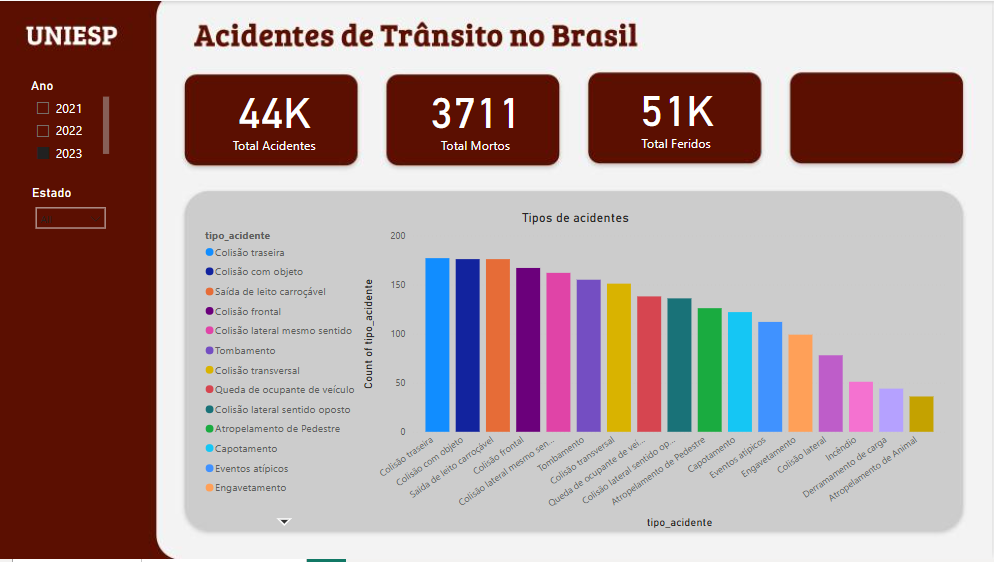 UNIESP
Acidentes de Trânsito no Brasil
Ano
2021
2022
2023
Estado
44K
Total Acidentes
3711
Total Mortos
51K
Total Feridos
Tipos de acidentes
tipo_acidente
Colisão traseira
Colisão com objeto
Saída de leito carroçável
Colisão frontal
Colisão lateral mesmo sentido
Tombamento
Colisão transversal
Queda de ocupante de veículo
Colisão lateral sentido oposto
Atropelamento de Pedestre
Capotamento
Eventos atípicos
Engavetamento
Count of tipo_acidente
200
150
100
50
0
Colisão traseira
Colisão com objeto
Saída de leito carroçável
Colisão frontal
Colisão lateral mesmo sen...
Tombamento
Colisão transversal
Queda de ocupante de veí...
Colisão lateral sentido op...
Atropelamento de Pedestre
Capotamento
Eventos atípicos
Engavetamento
Colisão lateral
Incêndio
Derramamento de carga
Atropelamento de Animal
tipo_acidente